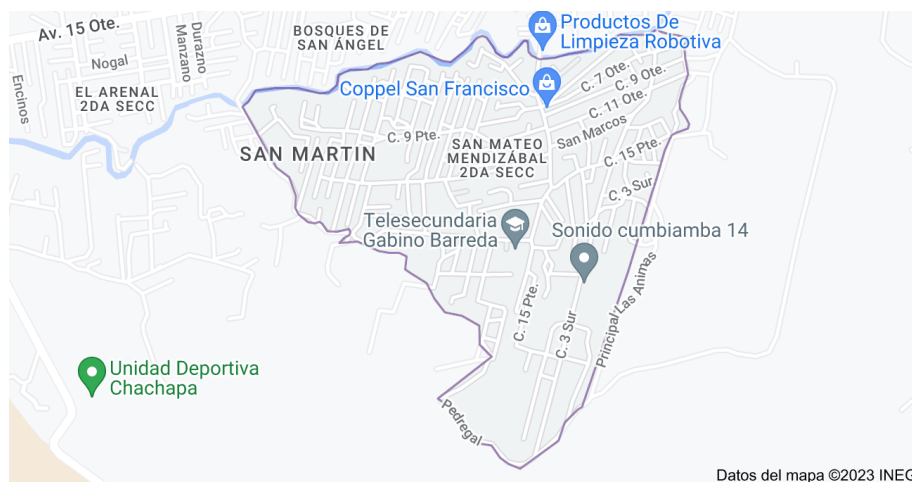 Av. 15 Ote.
Durazno
Manzano
Nogal
Encinos
EL ARENAL
2DA SECC
BOSQUES DE
SAN ÁNGEL
Productos De
Limpieza Robotiva
Coppel San Francisco
C. 7 Ote.
C. 9 Ote.
C. 11 Ote.
San Marcos
C. 9 Pte.
SAN MATEO
MENDIZÁBAL
2DA SECC
C. 15 Pte.
SAN MARTIN
C. 3 Sur
Telesecundaria
Gabino Barreda
Sonido cumbiamba 14
C. 15 Pte.
C. 3 Sur
Principal Las Animas
Unidad Deportiva
Chachapa
Pedregal
Datos del mapa ©2023 INEG